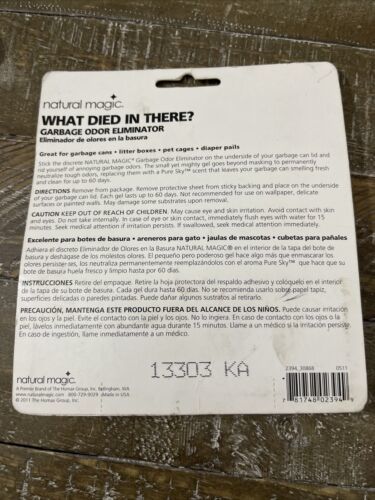 natural magic.
WHAT DIED IN THERE?
GARBAGE ODOR ELIMINATOR
Eliminador de olores en la basura
Great for garbage cans • litter boxes • pet cages • diaper pails
Stick the discrete NATURAL MAGIC® Garbage Odor Eliminator on the underside of your garbage can lid and
rid yourself of annoying garbage odors. The small yet mighty gel goes beyond masking to permanently
neutralize tough odors, replacing them with a Pure Sky™ scent that leaves your garbage can smelling fresh
and clean for up to 60 days.
DIRECTIONS Remove from package. Remove protective sheet from sticky backing and place on the underside
of your garbage can lid. Each gel lasts up to 60 days. Not recommended for use on wallpaper, delicate
surfaces or painted walls. May damage some substrates upon removal.
CAUTION KEEP OUT OF REACH OF CHILDREN. May cause eye and skin irritation. Avoid contact with skin
and eyes. Do not take internally. In case of eye or skin contact, immediately flush eyes with water for 15
minutes. Seek medical attention if irritation persists. If swallowed, seek medical attention.
Excelente para botes de basura • areneros para gato • jaulas de mascotas • cubetas para pañales
Adhiera el discreto Eliminador de Olores en la Basura NATURAL MAGIC® en el interior de la tapa del bote de
basura y deshágase de los molestos olores. El pequeño pero poderoso gel hace algo más que enmascarar los
olores persistentes, los neutraliza permanentemente reemplazándolos con el aroma Pure Sky™ que hace que su
bote de basura huela fresco y limpio hasta por 60 días.
INSTRUCCIONES Retire del empaque. Retire la hoja protectora del respaldo adhesivo y colóquelo en el interior
de la tapa de su bote de basura. Cada gel dura hasta 60 días. No se recomienda usarlo sobre papel tapiz,
superficies delicadas o paredes pintadas. Puede dañar algunos sustratos al retirarlo.
PRECAUCIÓN, MANTENGA ESTE PRODUCTO FUERA DEL ALCANCE DE LOS NIÑOS. Puede causar irritación
en los ojos y la piel. Evite el contacto con la piel y los ojos. No lo ingiera. En caso de contacto con los ojos o la
piel, lávelos inmediatamente con abundante agua durante 15 minutos. Llame a un médico si la irritación persiste.
En caso de ingestión, llame inmediatamente a un médico.
13303 KA
natural magic.
A Premier Brand of The Homax Group, Inc. Bellingham, WA
www.naturalmagic.com 800-729-9029 Made in USA
© 2011 The Homax Group, Inc.
2394_30868 0511
7 81748 02394 9